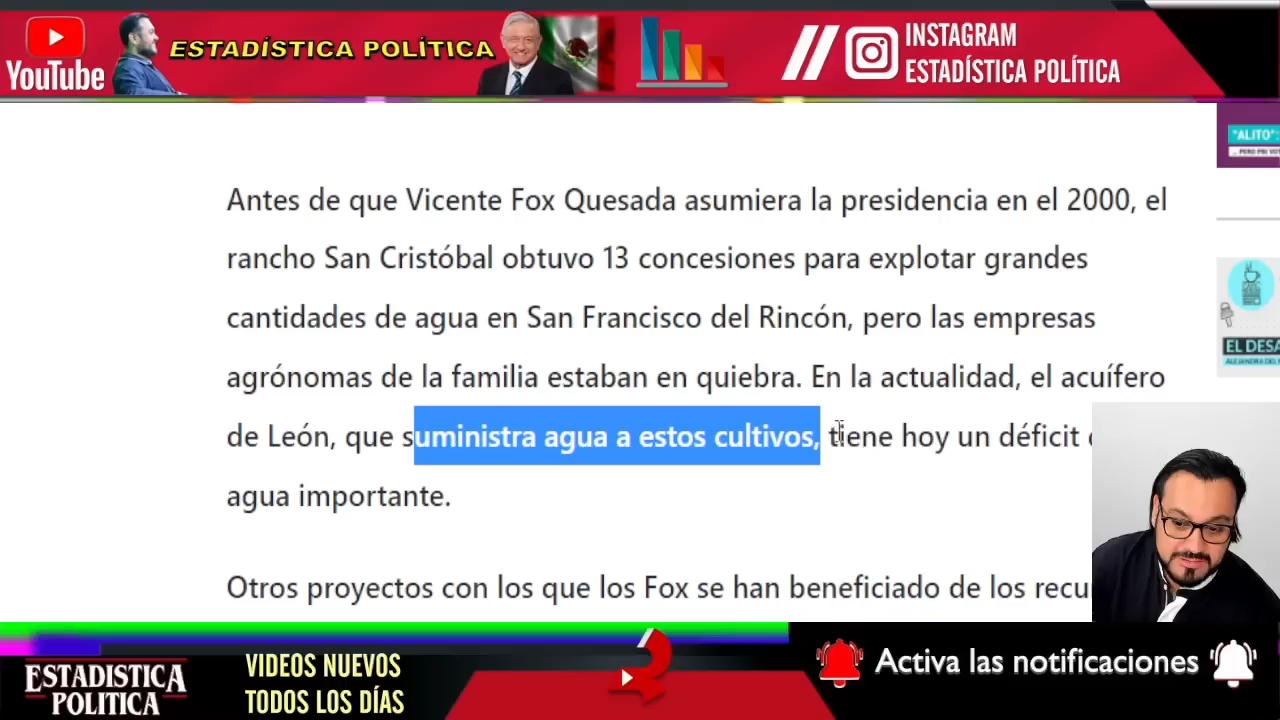 YouTube
ESTADÍSTICA POLÍTICA
INSTAGRAM
ESTADÍSTICA POLÍTICA
"ALITO":
Antes de que Vicente Fox Quesada asumiera la presidencia en el 2000, el
rancho San Cristóbal obtuvo 13 concesiones para explotar grandes
cantidades de agua en San Francisco del Rincón, pero las empresas
EL DESA
agrónomas de la familia estaban en quiebra. En la actualidad, el acuífero
de León, que suministra agua a estos cultivos, tiene hoy un déficit
agua importante.
Otros proyectos con los que los Fox se han beneficiado de los recu
ESTADÍSTICA
POLÍTICA
VIDEOS NUEVOS
TODOS LOS DÍAS
Activa las notificaciones